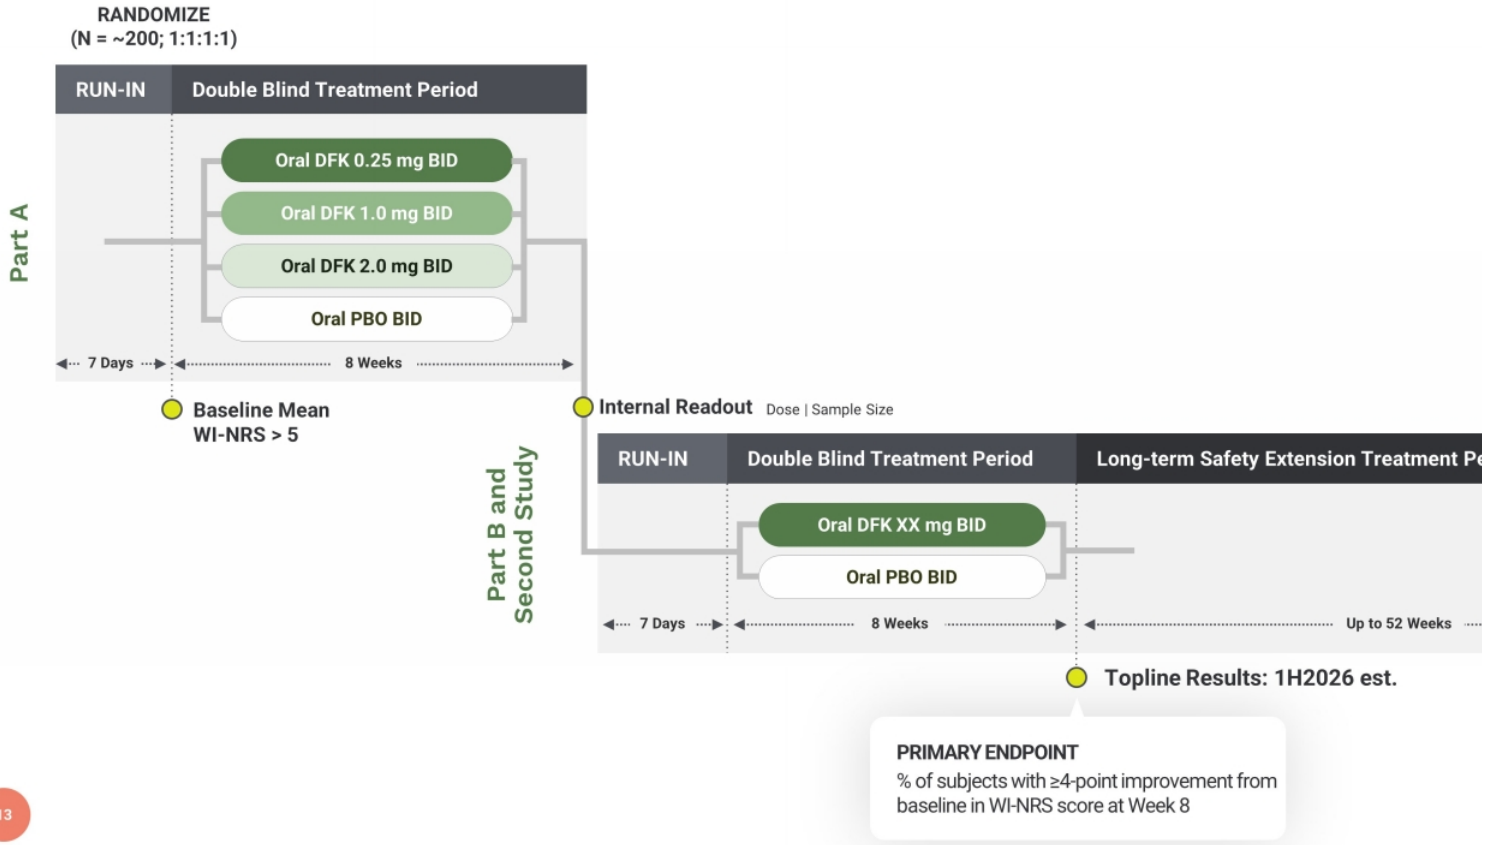 RANDOMIZE
(N = ~200; 1:1:1:1)
RUN-IN
Double Blind Treatment Period
Part A
Oral DFK 0.25 mg BID
Oral DFK 1.0 mg BID
Oral DFK 2.0 mg BID
Oral PBO BID
7 Days
8 Weeks
Baseline Mean
WI-NRS > 5
Internal Readout Dose | Sample Size
Part B and
Second Study
RUN-IN
Double Blind Treatment Period
Long-term Safety Extension Treatment Pe
Oral DFK XX mg BID
Oral PBO BID
7 Days
8 Weeks
Up to 52 Weeks
Topline Results: 1H2026 est.
PRIMARY ENDPOINT
% of subjects with ≥4-point improvement from
baseline in WI-NRS score at Week 8
13